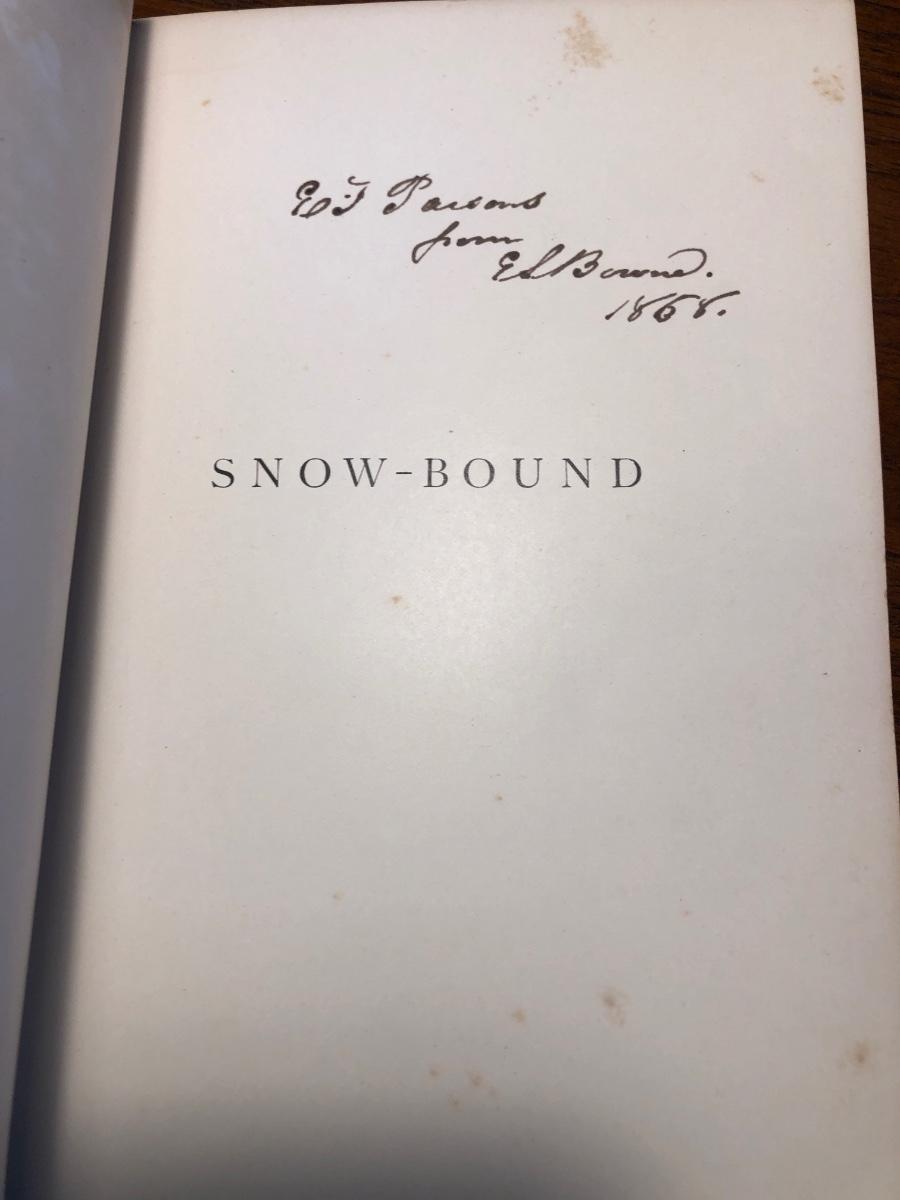 E F Parsons
from
E S Bowne.
1868.
SNOW-BOUND